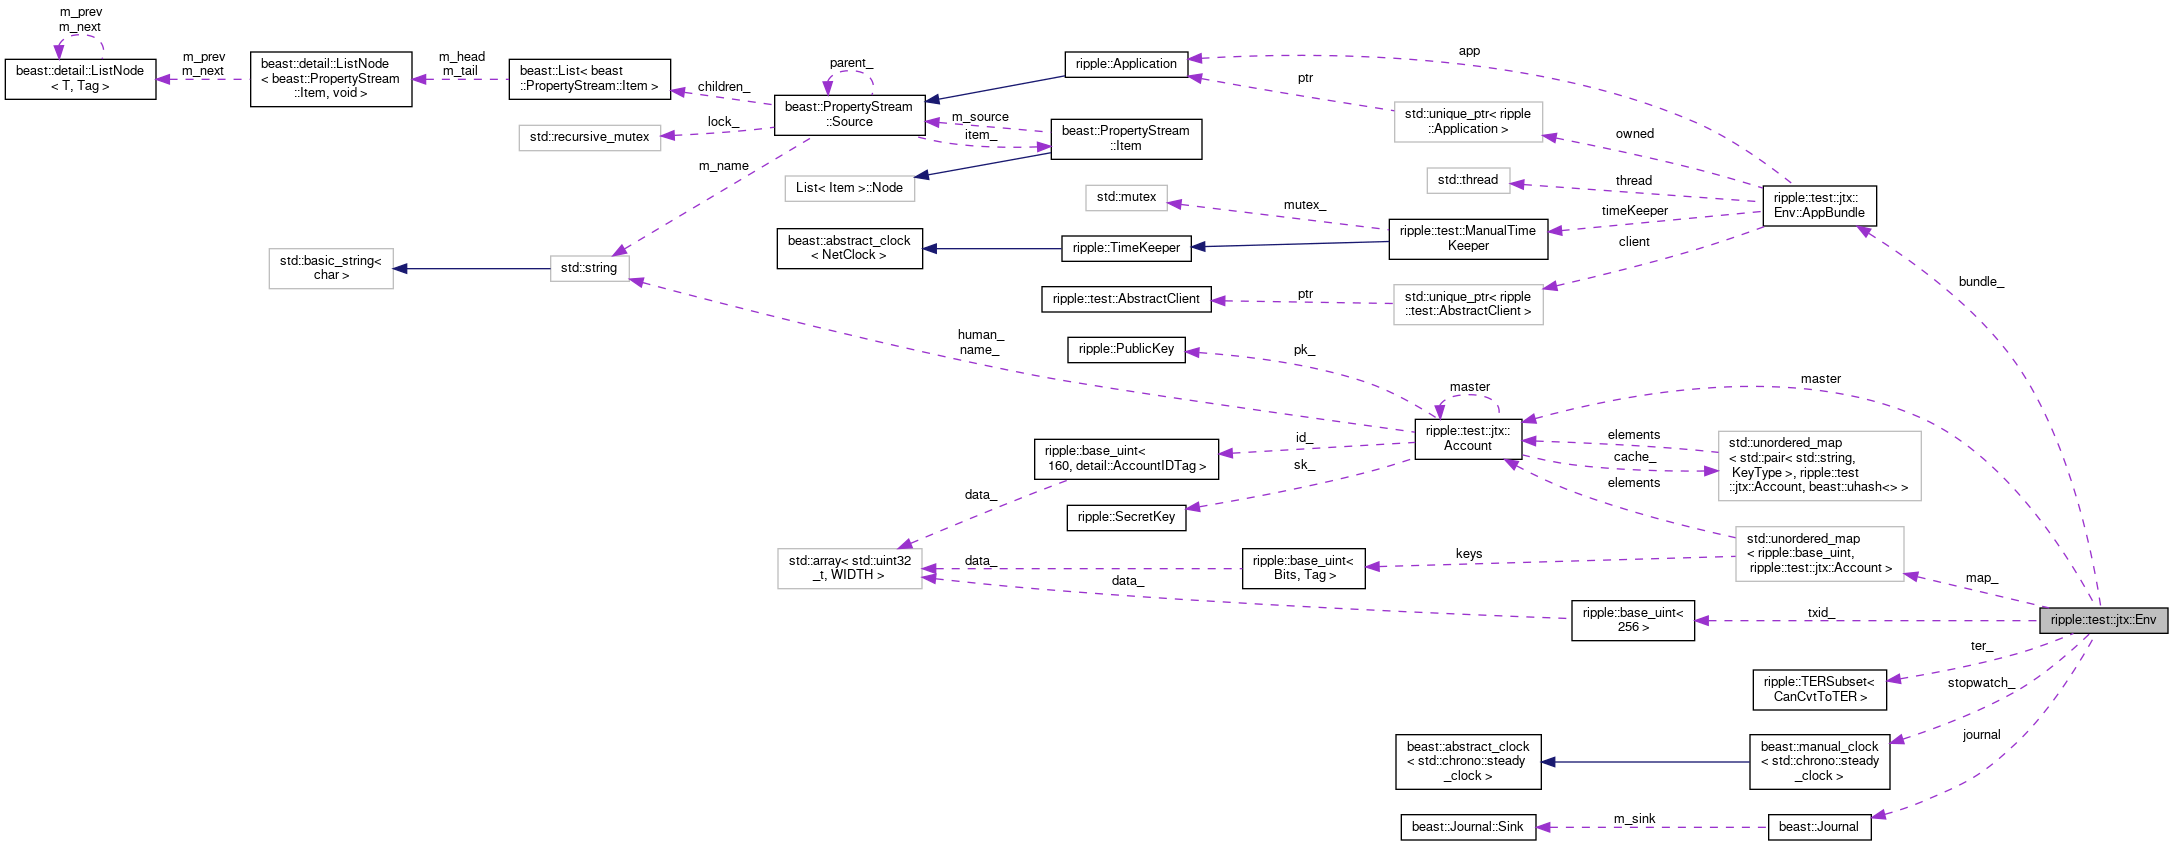 m_prev
m_next
beast::detail::ListNode
< T, Tag >
m_prev
m_next
beast::detail::ListNode
< beast::PropertyStream
::Item, void >
m_head
m_tail
beast::List< beast
::PropertyStream::Item >
children_
lock_
std::recursive_mutex
parent_
beast::PropertyStream
::Source
m_source
item_
m_name
ripple::Application
beast::PropertyStream
::Item
List< Item >::Node
app
ptr
std::unique_ptr< ripple
::Application >
owned
std::thread
thread
timeKeeper
client
ripple::test::jtx::
Env::AppBundle
std::mutex
mutex_
ripple::test::ManualTime
Keeper
beast::abstract_clock
< NetClock >
ripple::TimeKeeper
std::basic_string<
char >
std::string
ripple::test::AbstractClient
ptr
std::unique_ptr< ripple
::test::AbstractClient >
bundle_
human_
name_
ripple::PublicKey
pk_
master
ripple::test::jtx::
Account
master
id_
sk_
ripple::base_uint<
160, detail::AccountIDTag >
ripple::SecretKey
elements
cache_
elements
std::unordered_map
< std::pair< std::string,
KeyType >, ripple::test
::jtx::Account, beast::uhash<> >
data_
std::array< std::uint32
_t, WIDTH >
data_
data_
ripple::base_uint<
Bits, Tag >
keys
std::unordered_map
< ripple::base_uint,
ripple::test::jtx::Account >
map_
ripple::base_uint<
256 >
txid_
ripple::test::jtx::Env
ter_
ripple::TERSubset<
CanCvtToTER >
stopwatch_
journal
beast::abstract_clock
< std::chrono::steady
_clock >
beast::manual_clock
< std::chrono::steady
_clock >
beast::Journal::Sink
m_sink
beast::Journal